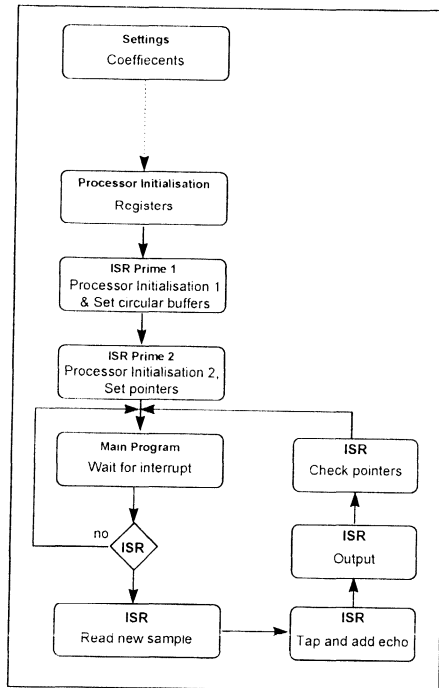 Settings
Coeffiecents
Processor Initialisation
Registers
ISR Prime 1
Processor Initialisation 1
& Set circular buffers
ISR Prime 2
Processor Initialisation 2,
Set pointers
Main Program
Wait for interrupt
no
ISR
ISR
Read new sample
ISR
Tap and add echo
ISR
Output
ISR
Check pointers